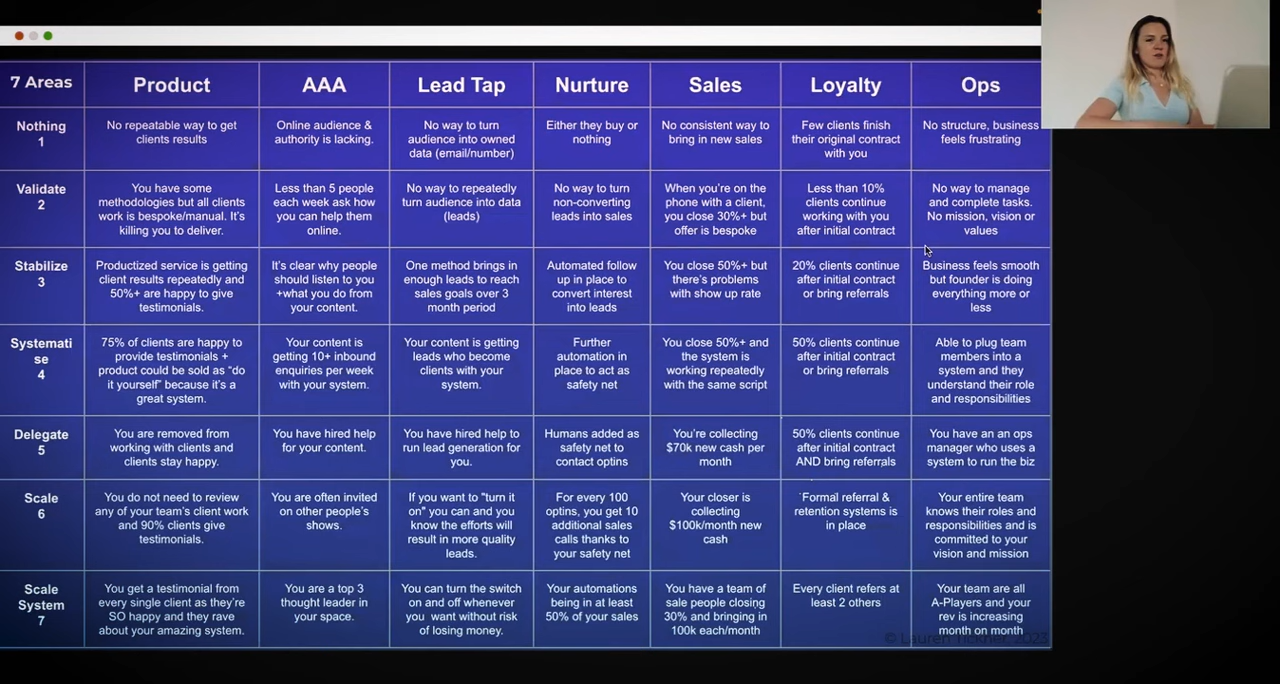 7 Areas
Product
AAA
Lead Tap
Nurture
Sales
Loyalty
Ops
Nothing
1
No repeatable way to get
clients results
Online audience &
authority is lacking.
No way to turn
audience into owned
data (email/number)
Either they buy or
nothing
No consistent way to
bring in new sales
Few clients finish
their original contract
with you
No structure, business
feels frustrating
Validate
2
You have some
methodologies but all clients
work is bespoke/manual. It's
killing you to deliver.
Less than 5 people
each week ask how
you can help them
online.
No way to repeatedly
turn audience into data
(leads)
No way to turn
non-converting
leads into sales
When you're on the
phone with a client,
you close 30%+ but
offer is bespoke
Less than 10%
clients continue
working with you
after initial contract
No way to manage
and complete tasks.
No mission, vision or
values
Stabilize
3
Productized service is getting
client results repeatedly and
50%+ are happy to give
testimonials.
It's clear why people
should listen to you
+what you do from
your content.
One method brings in
enough leads to reach
sales goals over 3
month period
Automated follow
up in place to
convert interest
into leads
You close 50%+ but
there's problems
with show up rate
20% clients continue
after initial contract
or bring referrals
Business feels smooth
but founder is doing
everything more or
less
Systemati
se
4
75% of clients are happy to
provide testimonials +
product could be sold as "do
it yourself" because it's a
great system.
Your content is
getting 10+ inbound
enquiries per week
with your system.
Your content is getting
leads who become
clients with your
system.
Further
automation in
place to act as
safety net
You close 50%+ and
the system is
working repeatedly
with the same script
50% clients continue
after initial contract
or bring referrals
Able to plug team
members into a
system and they
understand their role
and responsibilities
Delegate
5
You are removed from
working with clients and
clients stay happy.
You have hired help
for your content.
You have hired help to
run lead generation for
you.
Humans added as
safety net to
contact optins
You're collecting
$70k new cash per
month
50% clients continue
after initial contract
AND bring referrals
You have an an ops
manager who uses a
system to run the biz
Scale
6
You do not need to review
any of your team's client work
and 90% clients give
testimonials.
You are often invited
on other people's
shows.
If you want to "turn it
on" you can and you
know the efforts will
result in more quality
leads.
For every 100
optins, you get 10
additional sales
calls thanks to
your safety net
Your closer is
collecting
$100k/month new
cash
Formal referral &
retention systems is
in place
Your entire team
knows their roles and
responsibilities and is
committed to your
vision and mission
Scale
System
7
You get a testimonial from
every single client as they're
SO happy and they rave
about your amazing system.
You are a top 3
thought leader in
your space.
You can turn the switch
on and off whenever
you want without risk
of losing money.
Your automations
being in at least
50% of your sales
You have a team of
sale people closing
30% and bringing in
100k each/month
Every client refers at
least 2 others
Your team are all
A-Players and your
rev is increasing
month on month
© Lauren Tickner, 2023